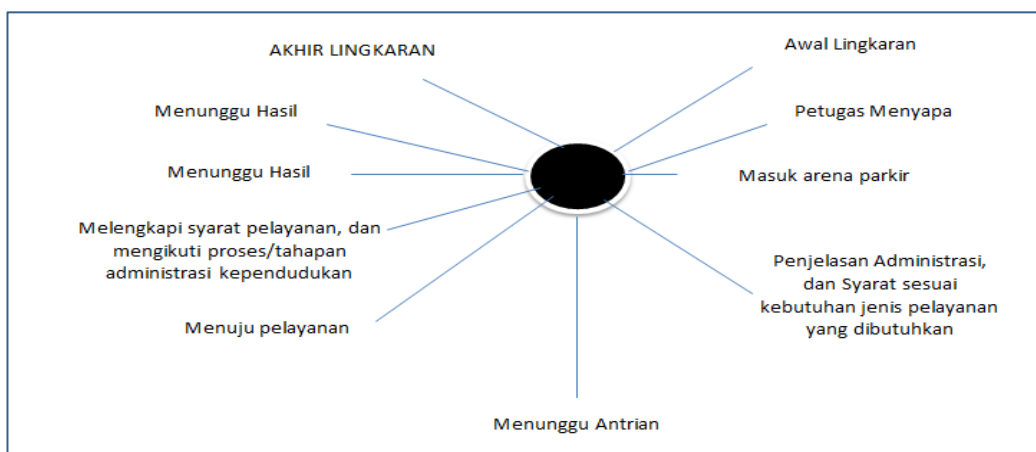 AKHIR LINGKARAN
Awal Lingkaran
Menunggu Hasil
Petugas Menyapa
Menunggu Hasil
Masuk arena parkir
Melengkapi syarat pelayanan, dan
mengikuti proses/tahapan
administrasi kependudukan
Penjelasan Administrasi,
dan Syarat sesuai
kebutuhan jenis pelayanan
yang dibutuhkan
Menuju pelayanan
Menunggu Antrian